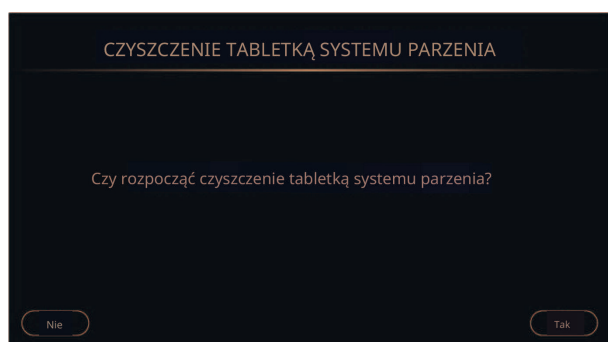 CZYSZCZENIE TABLETKĄ SYSTEMU PARZENIA
Czy rozpocząć czyszczenie tabletką systemu parzenia?
Nie
Tak